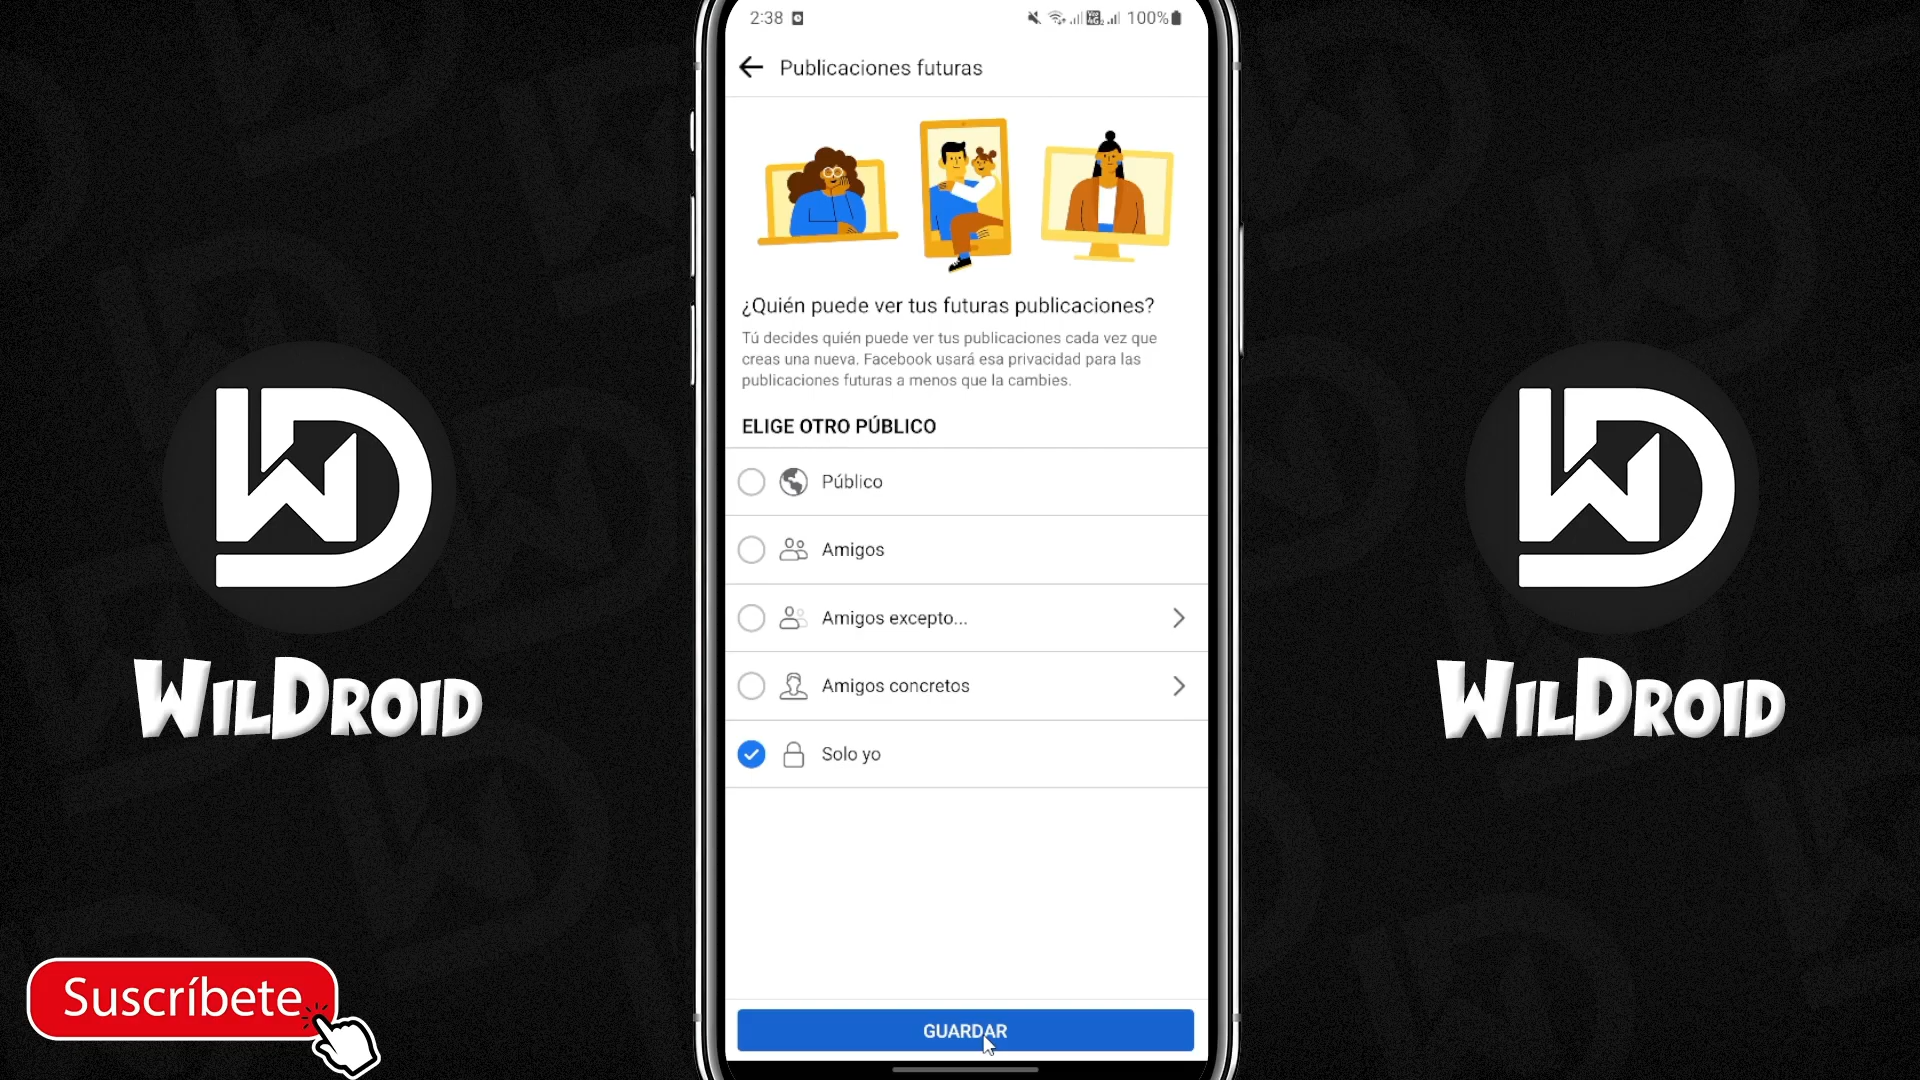 2:38
100%
Publicaciones futuras
¿Quién puede ver tus futuras publicaciones?
Tú decides quién puede ver tus publicaciones cada vez que
creas una nueva. Facebook usará esa privacidad para las
publicaciones futuras a menos que la cambies.
ELIGE OTRO PÚBLICO
Público
Amigos
Amigos excepto...
Amigos concretos
Solo yo
GUARDAR
WILDROID
WILDROID
Suscríbete